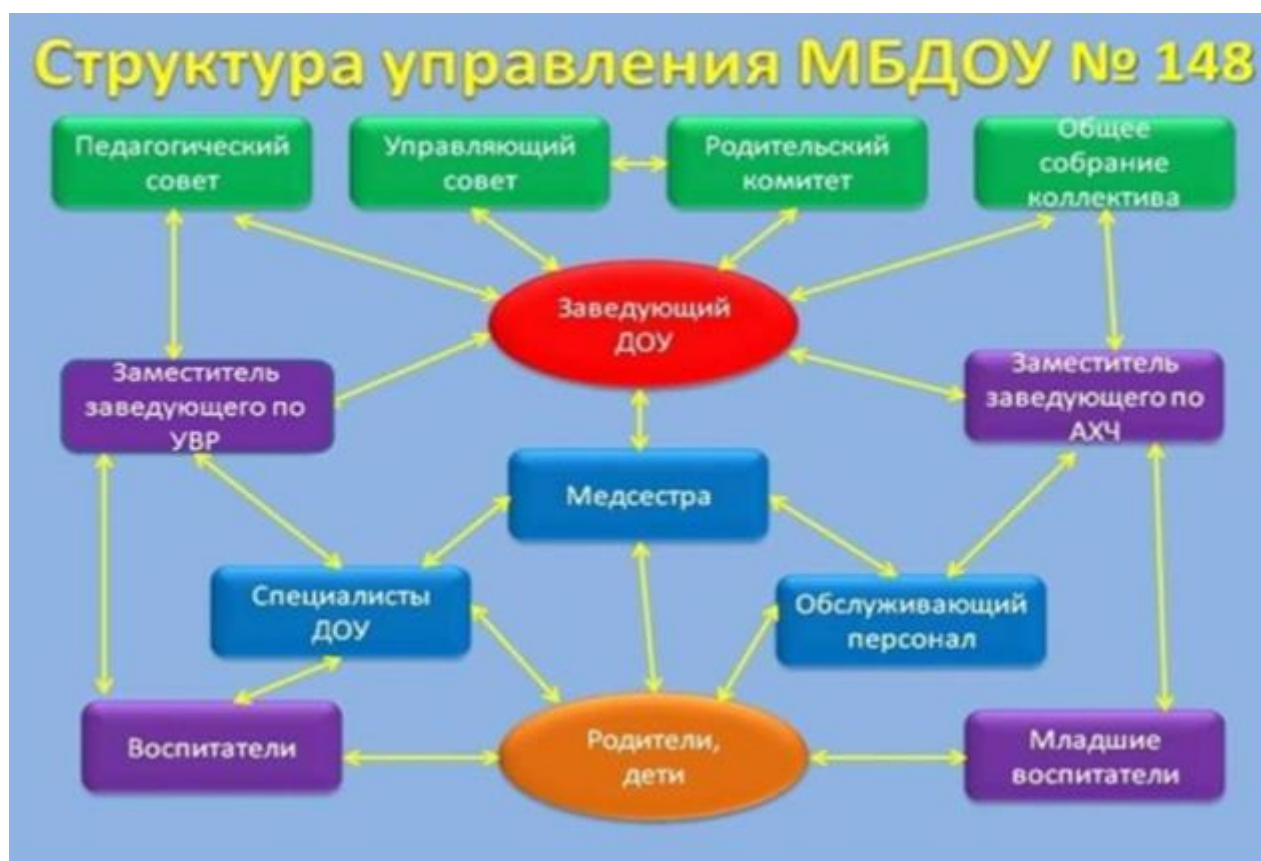 Структура управления МБДОУ № 148
Педагогический
совет
Управляющий
совет
Родительский
комитет
Общее
собрание
коллектива
Заведующий
ДОУ
Заместитель
заведующего по
УВР
Заместитель
заведующего по
АХЧ
Медсестра
Специалисты
ДОУ
Обслуживающий
персонал
Воспитатели
Родители,
дети
Младшие
воспитатели